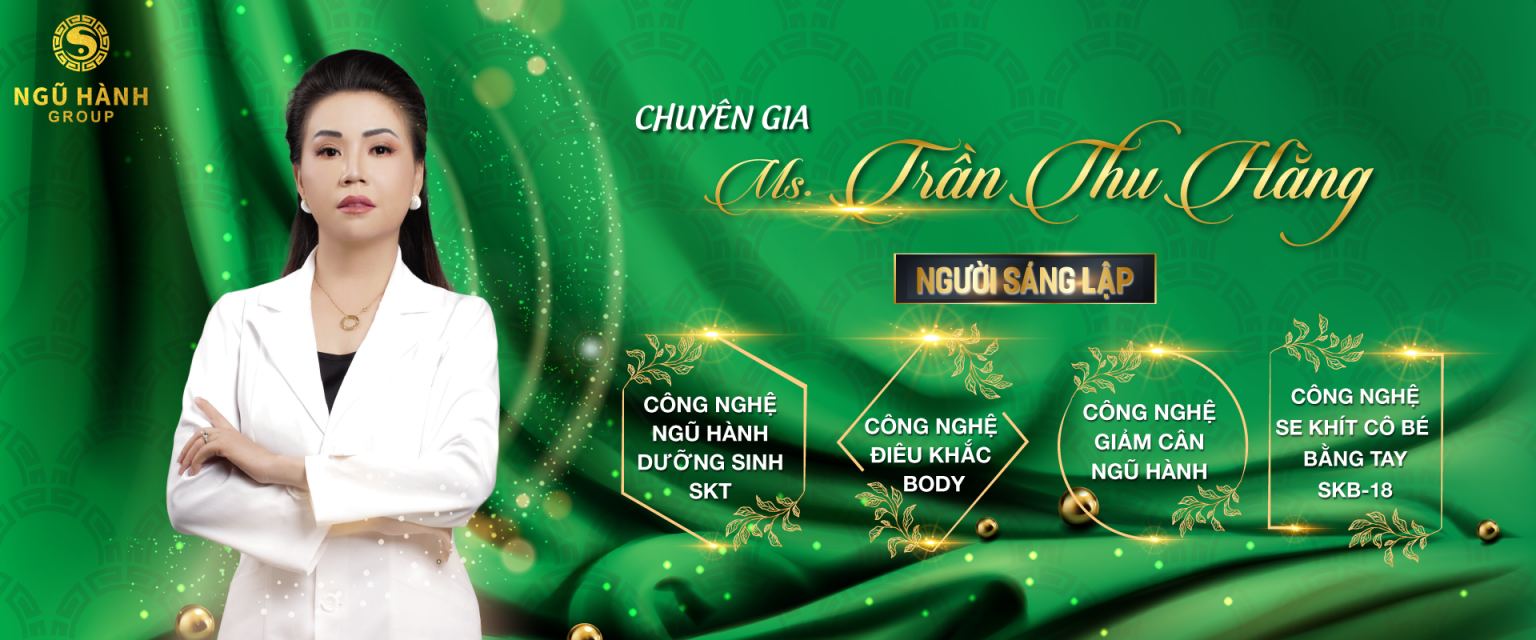 NGŨ HÀNH
GROUP
CHUYÊN GIA
Ms. Trần Thu Hằng
NGƯỜI SÁNG LẬP
CÔNG NGHỆ
NGŨ HÀNH
DƯỠNG SINH
SKT
CÔNG NGHỆ
ĐIÊU KHẮC
BODY
CÔNG NGHỆ
GIẢM CÂN
NGŨ HÀNH
CÔNG NGHỆ
SE KHÍT CÔ BÉ
BẰNG TAY
SKB-18